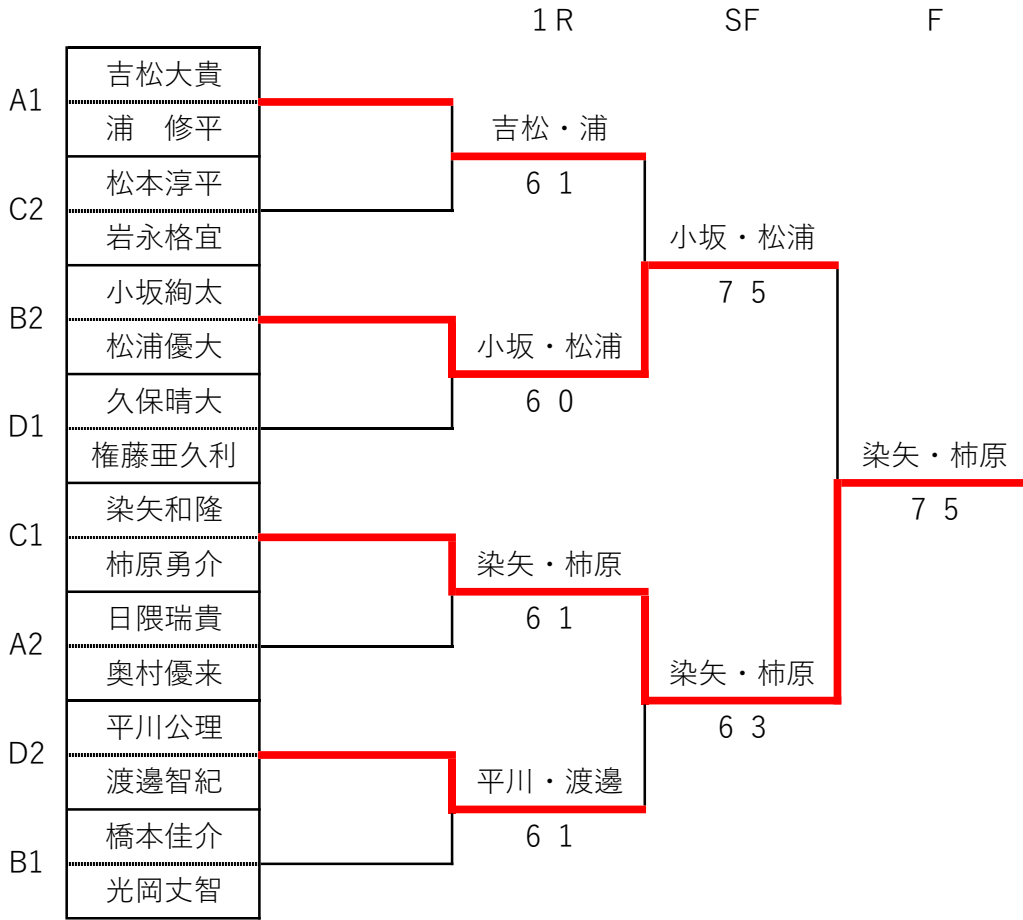 1R SF F
吉松大貴
A1
浦　修平
吉松・浦
6 1
松本淳平
C2
岩永格宜
小坂・松浦
7 5
小坂絢太
B2
松浦優大
小坂・松浦
6 0
久保晴大
D1
権藤亜久利
染矢・柿原
7 5
染矢和隆
C1
柿原勇介
染矢・柿原
6 1
日隈瑞貴
A2
奥村優来
染矢・柿原
6 3
平川公理
D2
渡邊智紀
平川・渡邊
6 1
橋本佳介
B1
光岡丈智